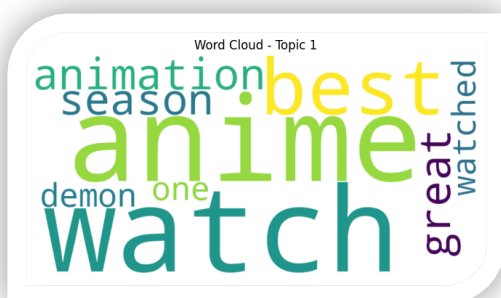 Word Cloud - Topic 1
animation
best
season
anime
watched
great
demon
one
watch